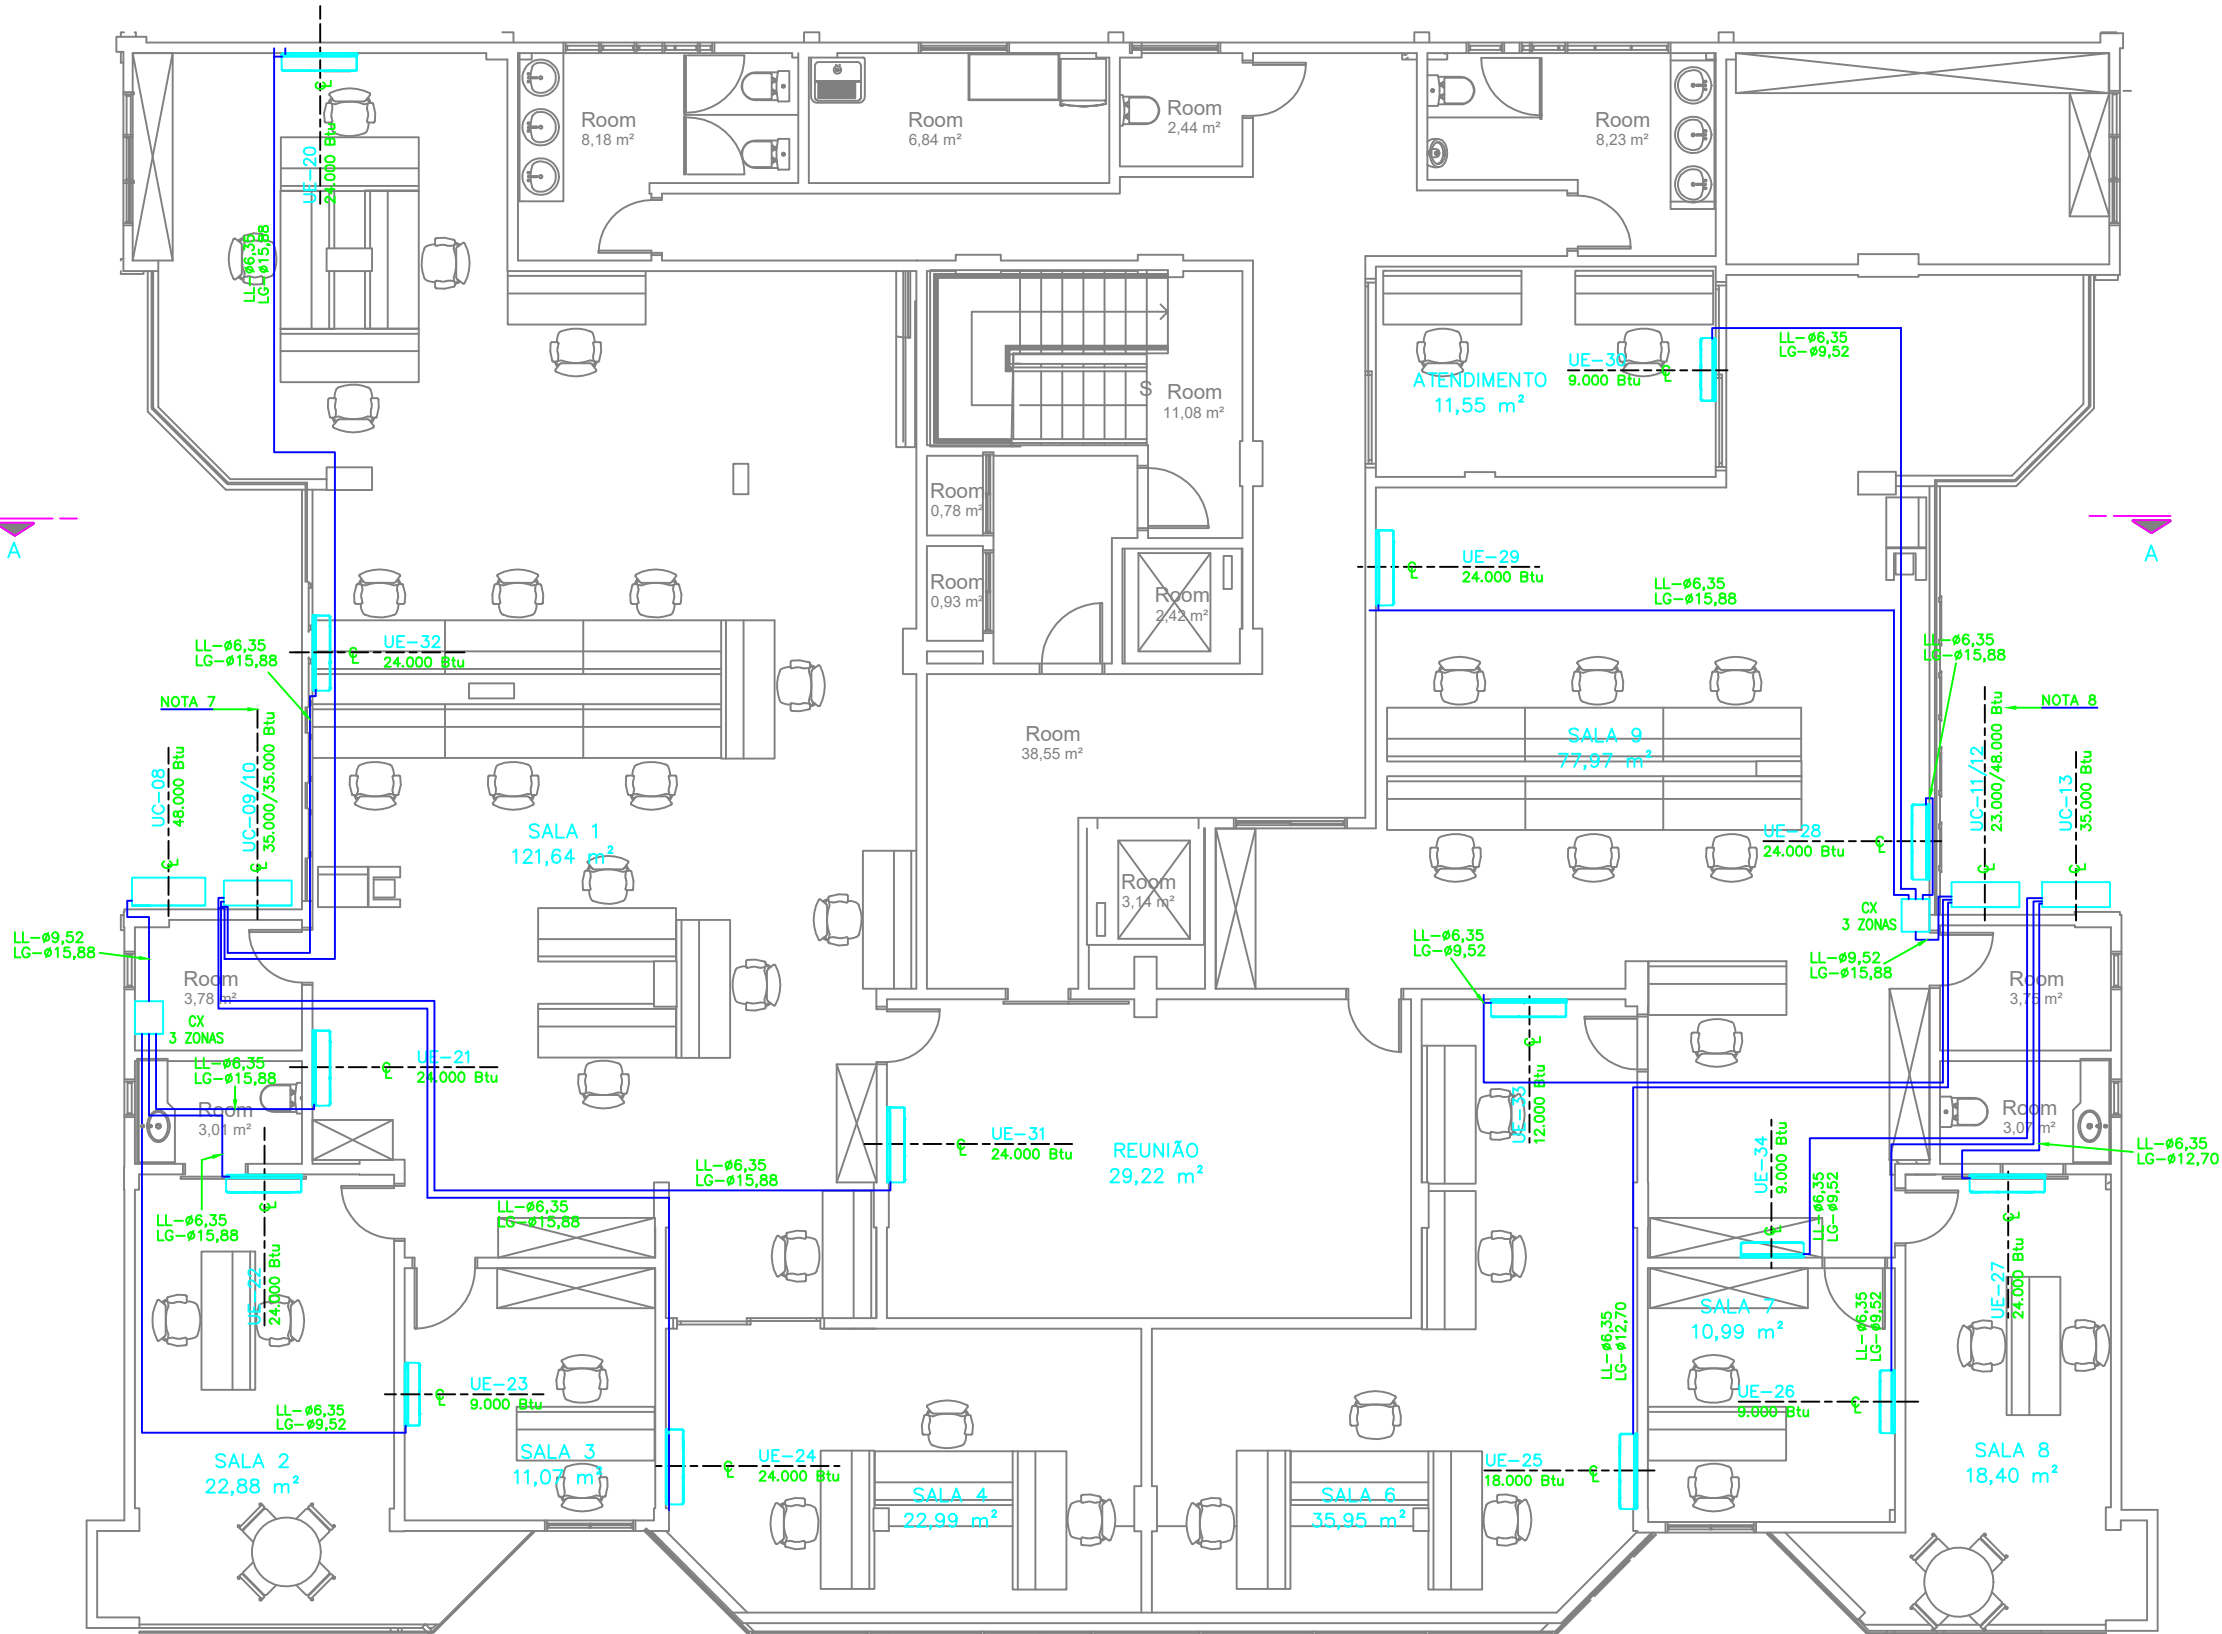 Room
8,18 m²
Room
6,84 m²
Room
2,44 m²
Room
8,23 m²
UE-20
24.000 Btu
LL-ø6,35
LG-ø15,88
LL-ø6,35
LG-ø9,52
UE-30
9.000 Btu
ATENDIMENTO
11,55 m²
S
Room
11,08 m²
Room
0,78 m²
Room
0,93 m²
Room
2,42 m²
A
A
UE-29
24.000 Btu
LL-ø6,35
LG-ø15,88
UE-32
24.000 Btu
LL-ø6,35
LG-ø15,88
LL-ø6,35
LG-ø15,88
NOTA 7
NOTA 8
UC-08
48.000 Btu
UC-09/10
35.000/35.000 Btu
Room
38,55 m²
SALA 9
77,97 m²
UC-11/12
23.000/48.000 Btu
UC-13
35.000 Btu
SALA 1
121,64 m²
UE-28
24.000 Btu
Room
3,14 m²
CX
3 ZONAS
LL-ø9,52
LG-ø15,88
LL-ø6,35
LG-ø9,52
LL-ø9,52
LG-ø15,88
Room
3,78 m²
Room
3,75 m²
CX
3 ZONAS
LL-ø6,35
LG-ø15,88
UE-21
24.000 Btu
Room
3,01 m²
UE-33
12.000 Btu
Room
3,07 m²
UE-31
24.000 Btu
REUNIÃO
29,22 m²
UE-34
9.000 Btu
LL-ø6,35
LG-ø12,70
LL-ø6,35
LG-ø15,88
LL-ø6,35
LG-ø15,88
LL-ø6,35
LG-ø15,88
LL-ø6,35
LG-ø9,52
UE-22
24.000 Btu
UE-27
24.000 Btu
SALA 7
10,99 m²
LL-ø6,35
LG-ø12,70
LL-ø6,35
LG-ø9,52
UE-23
9.000 Btu
UE-26
9.000 Btu
LL-ø6,35
LG-ø9,52
SALA 2
22,88 m²
SALA 3
11,07 m²
UE-24
24.000 Btu
UE-25
18.000 Btu
SALA 8
18,40 m²
SALA 4
22,99 m²
SALA 6
35,95 m²